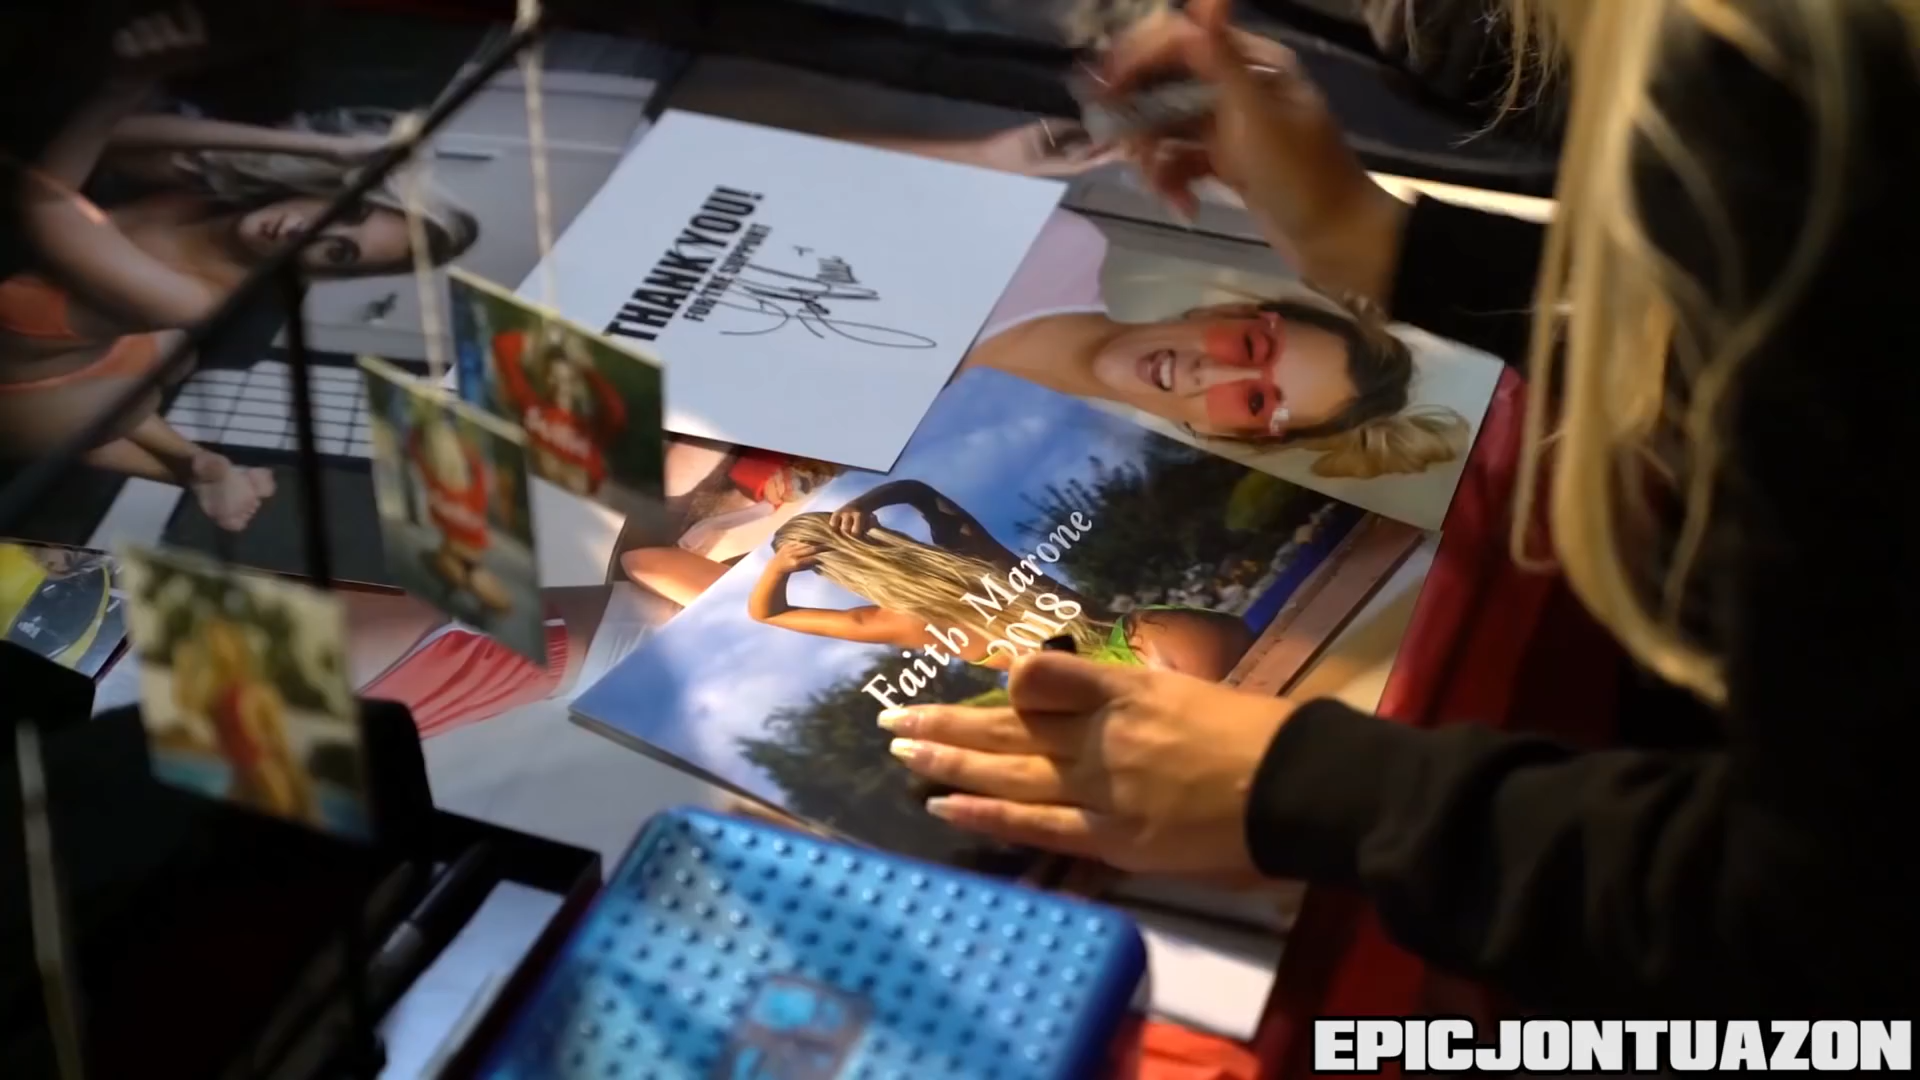 THANK YOU!
FOR THE SUPPORT
Faith Marone
2018
EPICJONTUAZON